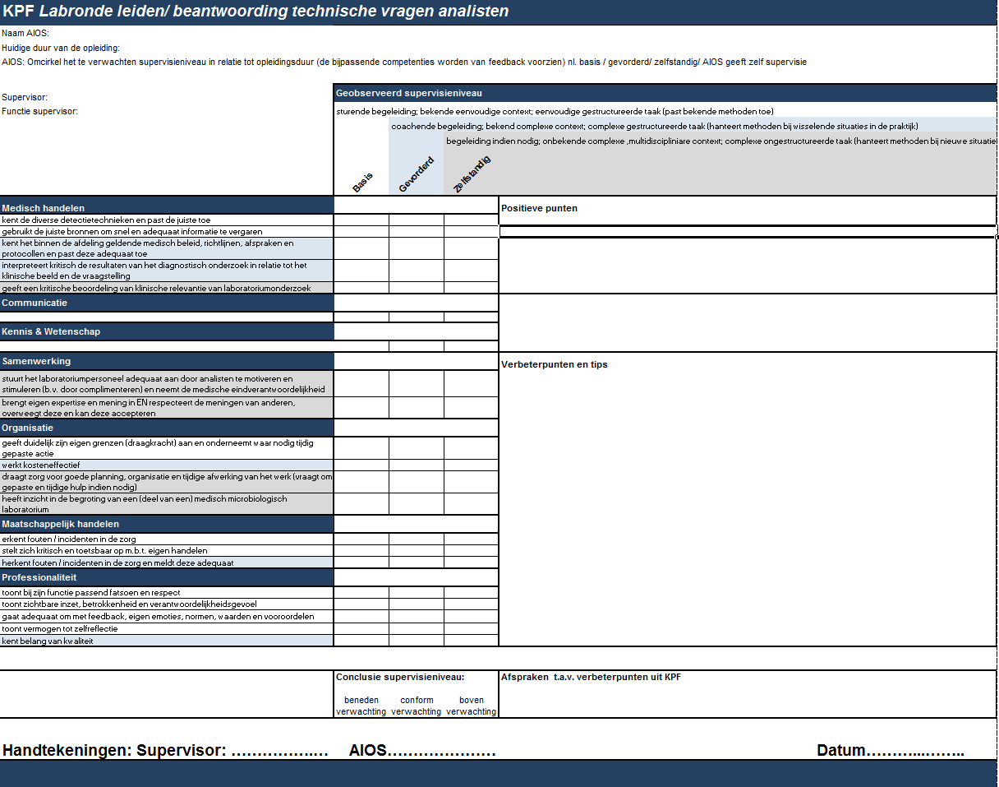 KPF Labronde leiden/ beantwoording technische vragen analisten
Naam AIOS:
Huidige duur van de opleiding:
AIOS: Omcirkel het te verwachten supervisieniveau in relatie tot opleidingsduur (de bijpassende competenties worden van feedback voorzien) nl. basis / gevorderd/ zelfstandig/ AIOS geeft zelf supervisie
Supervisor:
Functie supervisor:
Geobserveerd supervisieniveau
sturende begeleiding; bekende eenvoudige context; eenvoudige gestructureerde taak (past bekende methoden toe)
coachende begeleiding; bekend complexe context; complexe gestructureerde taak (hanteert methoden bij wisselende situaties in de praktijk)
begeleiding indien nodig; onbekende complexe ,multidiscipliniare context; complexe ongestructureerde taak (hanteert methoden bij nieuwe situatie
Basis
Gevorderd
Zelfstandig
Medisch handelen
kent de diverse detectietechnieken en past de juiste toe
gebruikt de juiste bronnen om snel en adequaat informatie te vergaren
kent het binnen de afdeling geldende medisch beleid, richtlijnen, afspraken en
protocollen en past deze adequaat toe
interpreteert kritisch de resultaten van het diagnostisch onderzoek in relatie tot het
klinische beeld en de vraagstelling
geeft een kritische beoordeling van klinische relevantie van laboratoriumonderzoek
Positieve punten
Communicatie
Kennis & Wetenschap
Samenwerking
stuurt het laboratoriumpersoneel adequaat aan door analisten te motiveren en
stimuleren (b.v. door complimenteren) en neemt de medische eindverantwoordelijkheid
brengt eigen expertise en mening in EN respecteert de meningen van anderen,
overweegt deze en kan deze accepteren
Verbeterpunten en tips
Organisatie
geeft duidelijk zijn eigen grenzen (draagkracht) aan en onderneemt waar nodig tijdig
gepaste actie
werkt kosteneffectief
draagt zorg voor goede planning, organisatie en tijdige afwerking van het werk (vraagt om
gepaste en tijdige hulp indien nodig)
heeft inzicht in de begroting van een (deel van een) medisch microbiologisch
laboratorium
Maatschappelijk handelen
erkent fouten / incidenten in de zorg
stelt zich kritisch en toetsbaar op m.b.t. eigen handelen
herkent fouten / incidenten in de zorg en meldt deze adequaat
Professionaliteit
toont bij zijn functie passend fatsoen en respect
toont zichtbare inzet, betrokkenheid en verantwoordelijkheidsgevoel
gaat adequaat om met feedback, eigen emoties, normen, waarden en vooroordelen
toont vermogen tot zelfreflectie
kent belang van kwaliteit
Conclusie supervisieniveau:
beneden verwachting
conform verwachting
boven verwachting
Afspraken t.a.v. verbeterpunten uit KPF
Handtekeningen: Supervisor: ………………… AIOS………………… Datum………...……..